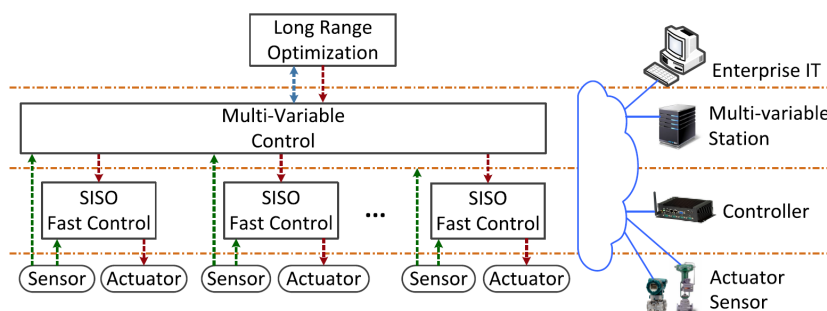 Long Range
Optimization
Enterprise IT
Multi-Variable
Control
Multi-variable
Station
SISO
Fast Control
SISO
Fast Control
...
SISO
Fast Control
Controller
Sensor
Actuator
Sensor
Actuator
Sensor
Actuator
Actuator
Sensor